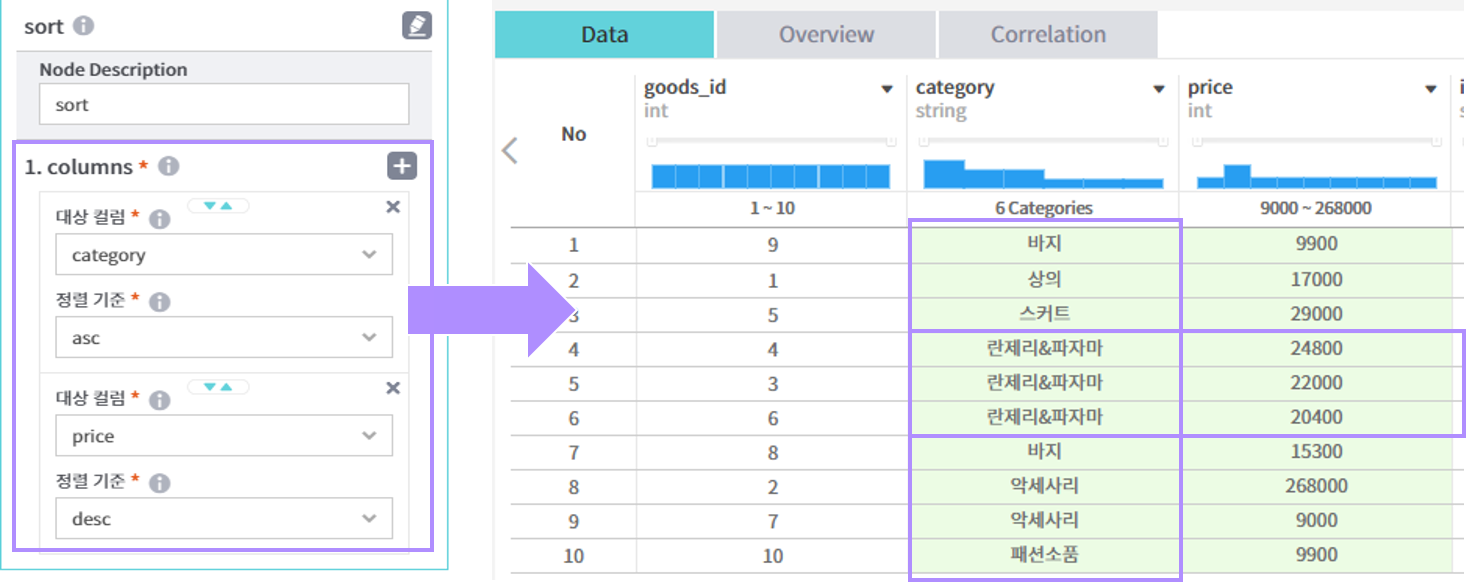 sort
Node Description
sort
1. columns *
대상 컬럼 *
category
정렬 기준 *
asc
대상 컬럼 *
price
정렬 기준 *
desc
Data Overview Correlation
No goods_id category price
int string int
1 ~ 10 6 Categories 9000 ~ 268000
1 9 바지 9900
2 1 상의 17000
3 5 스커트 29000
4 4 란제리&파자마 24800
5 3 란제리&파자마 22000
6 6 란제리&파자마 20400
7 8 바지 15300
8 2 악세사리 268000
9 7 악세사리 9000
10 10 패션소품 9900